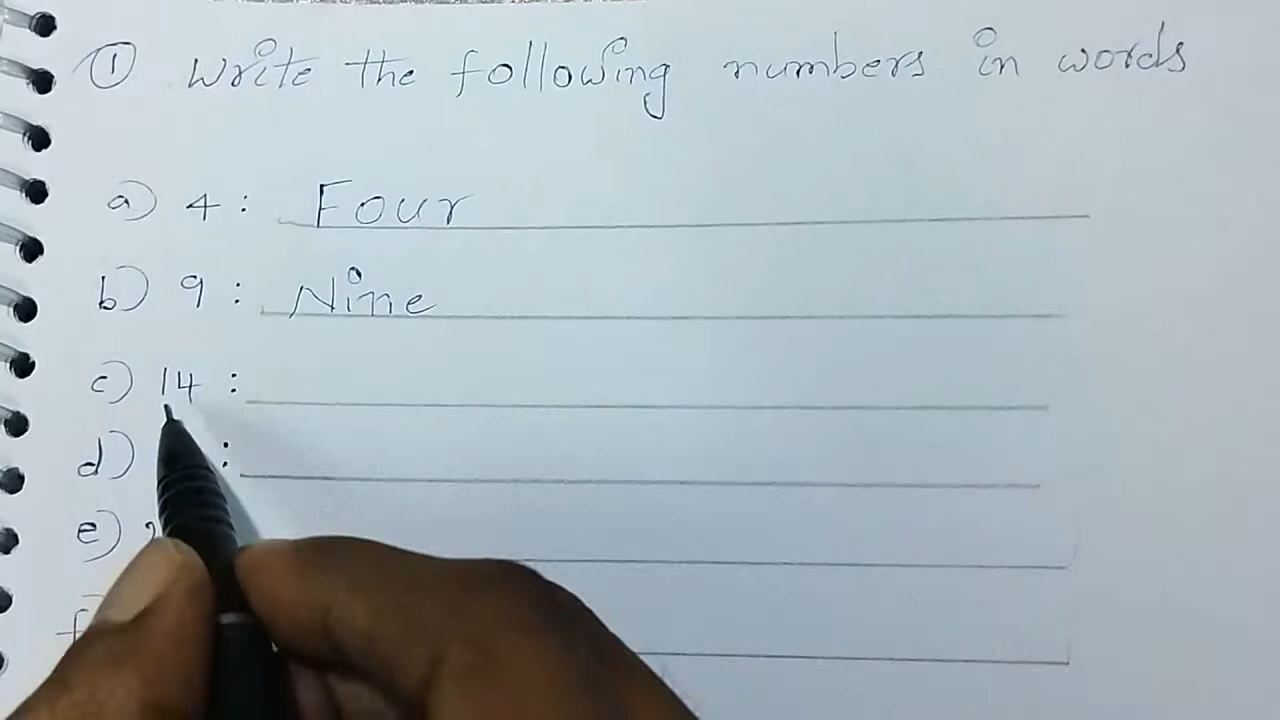 ① Write the following numbers in words
a) 4 : Four
b) 9 : Nine
c) 14 :
d) :
e)
f